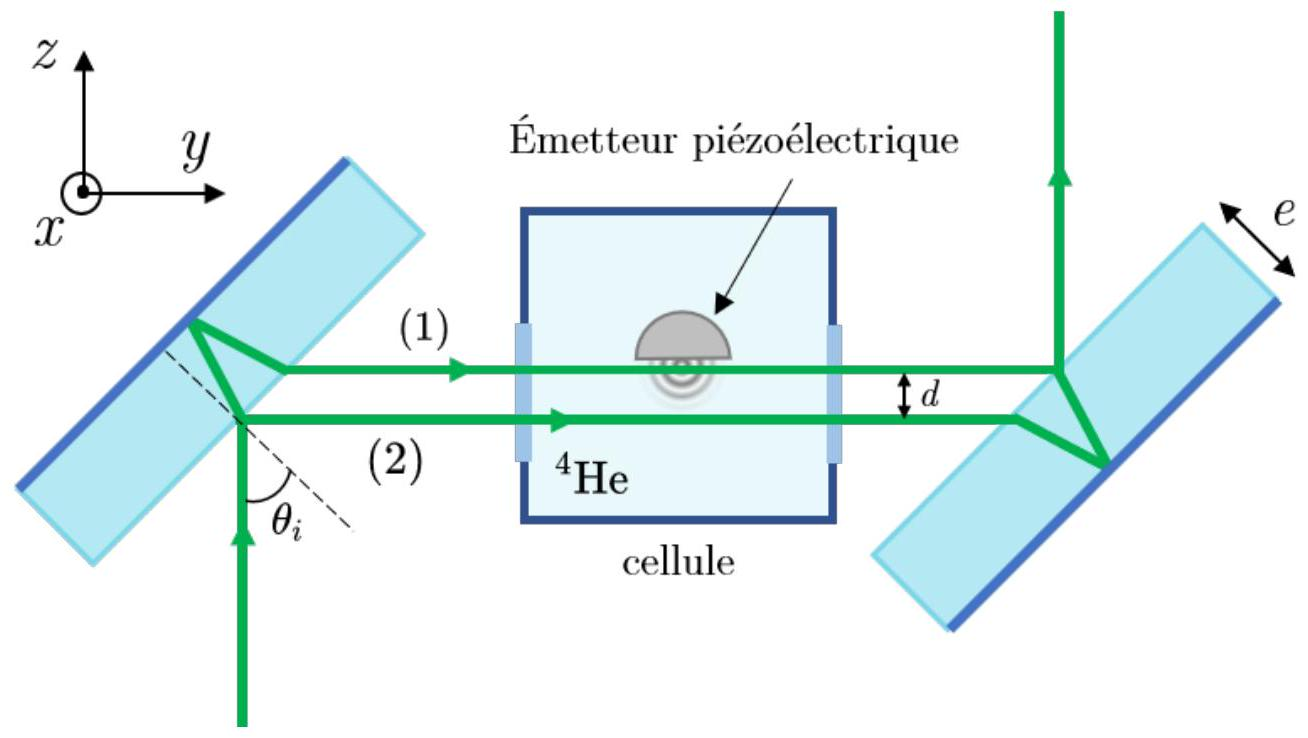 z
y
x
Émetteur piézoélectrique
e
(1)
d
(2)
⁴He
θᵢ
cellule